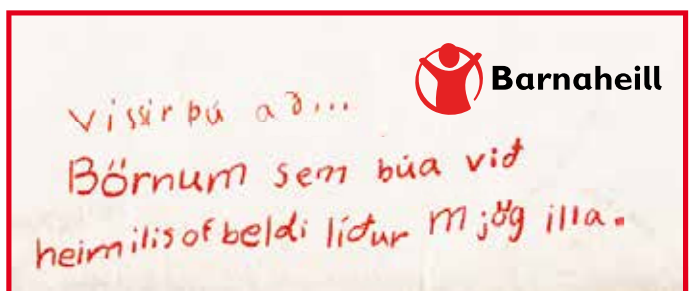 Barnaheill
Vissir þú að...
Börnum sem búa við
heimilisofbeldi líður mjög illa.